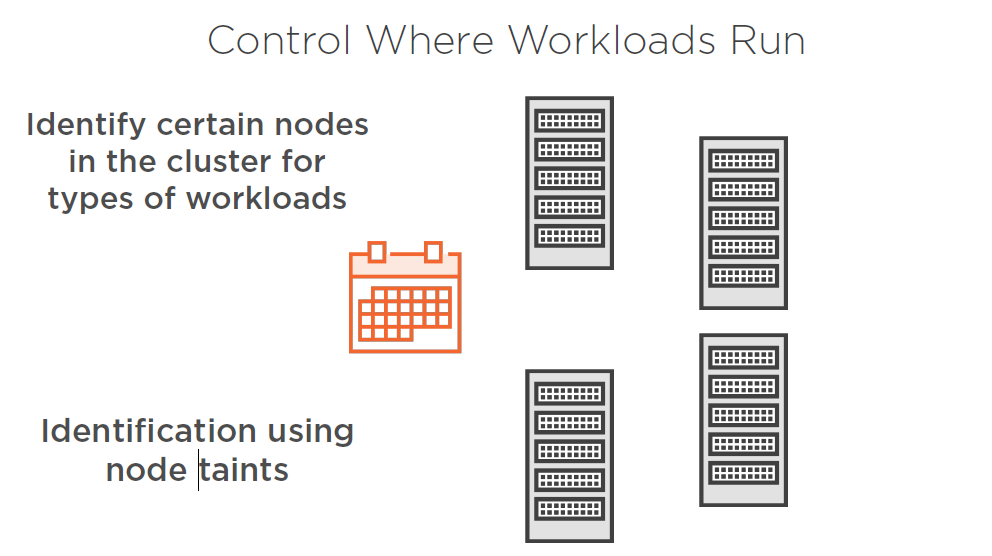 Control Where Workloads Run
Identify certain nodes
in the cluster for
types of workloads
Identification using
node taints